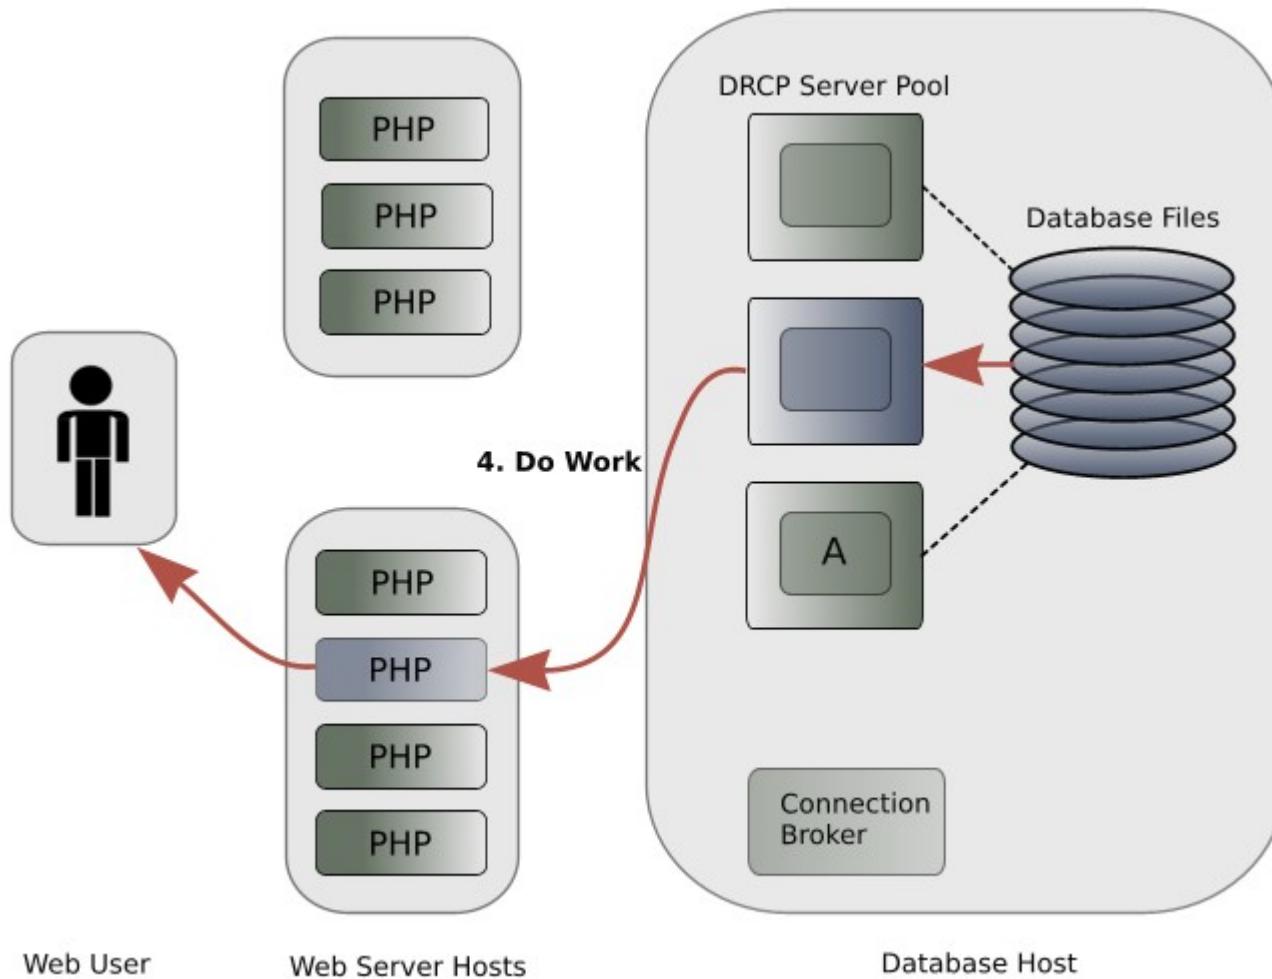 DRCP Server Pool
PHP
PHP
PHP
Database Files
4. Do Work
A
PHP
PHP
PHP
PHP
Connection
Broker
Web User
Web Server Hosts
Database Host